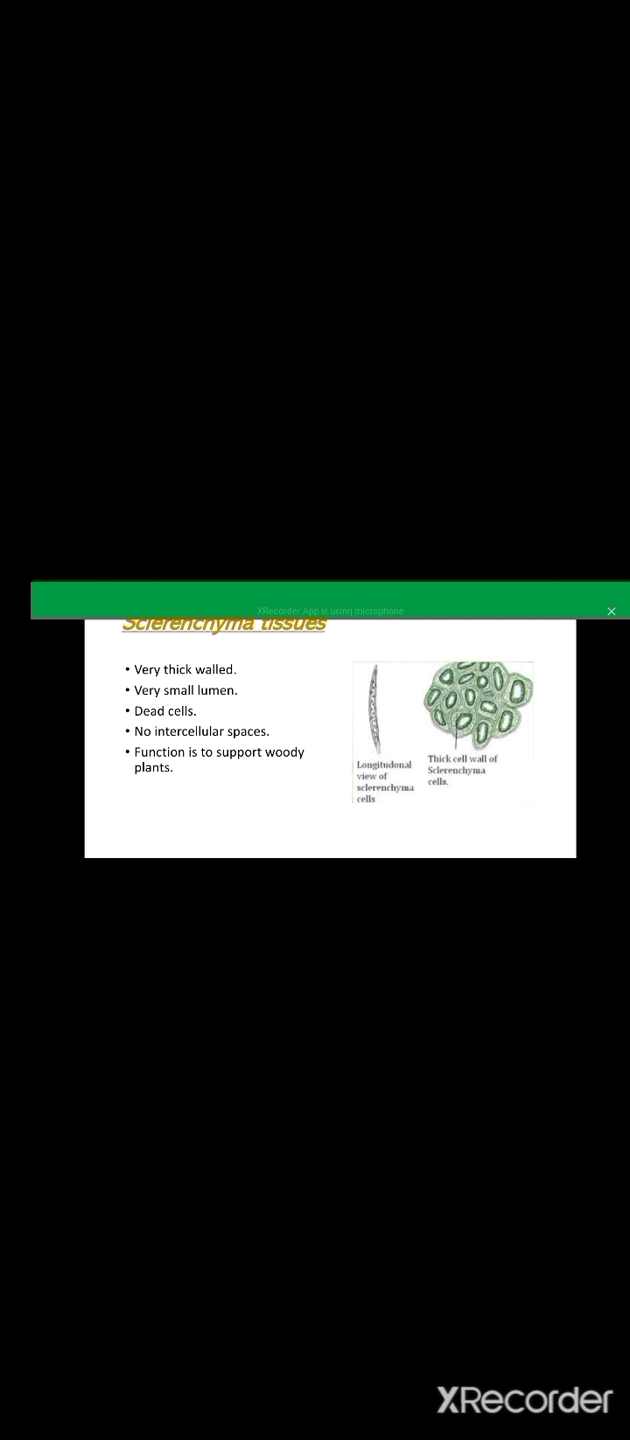 XRecorder App is using microphone
Sclerenchyma tissues
• Very thick walled.
• Very small lumen.
• Dead cells.
• No intercellular spaces.
• Function is to support woody
plants.
Longitudonal
view of
sclerenchyma
cells
Thick cell wall of
Sclerenchyma
cells.
XRecorder